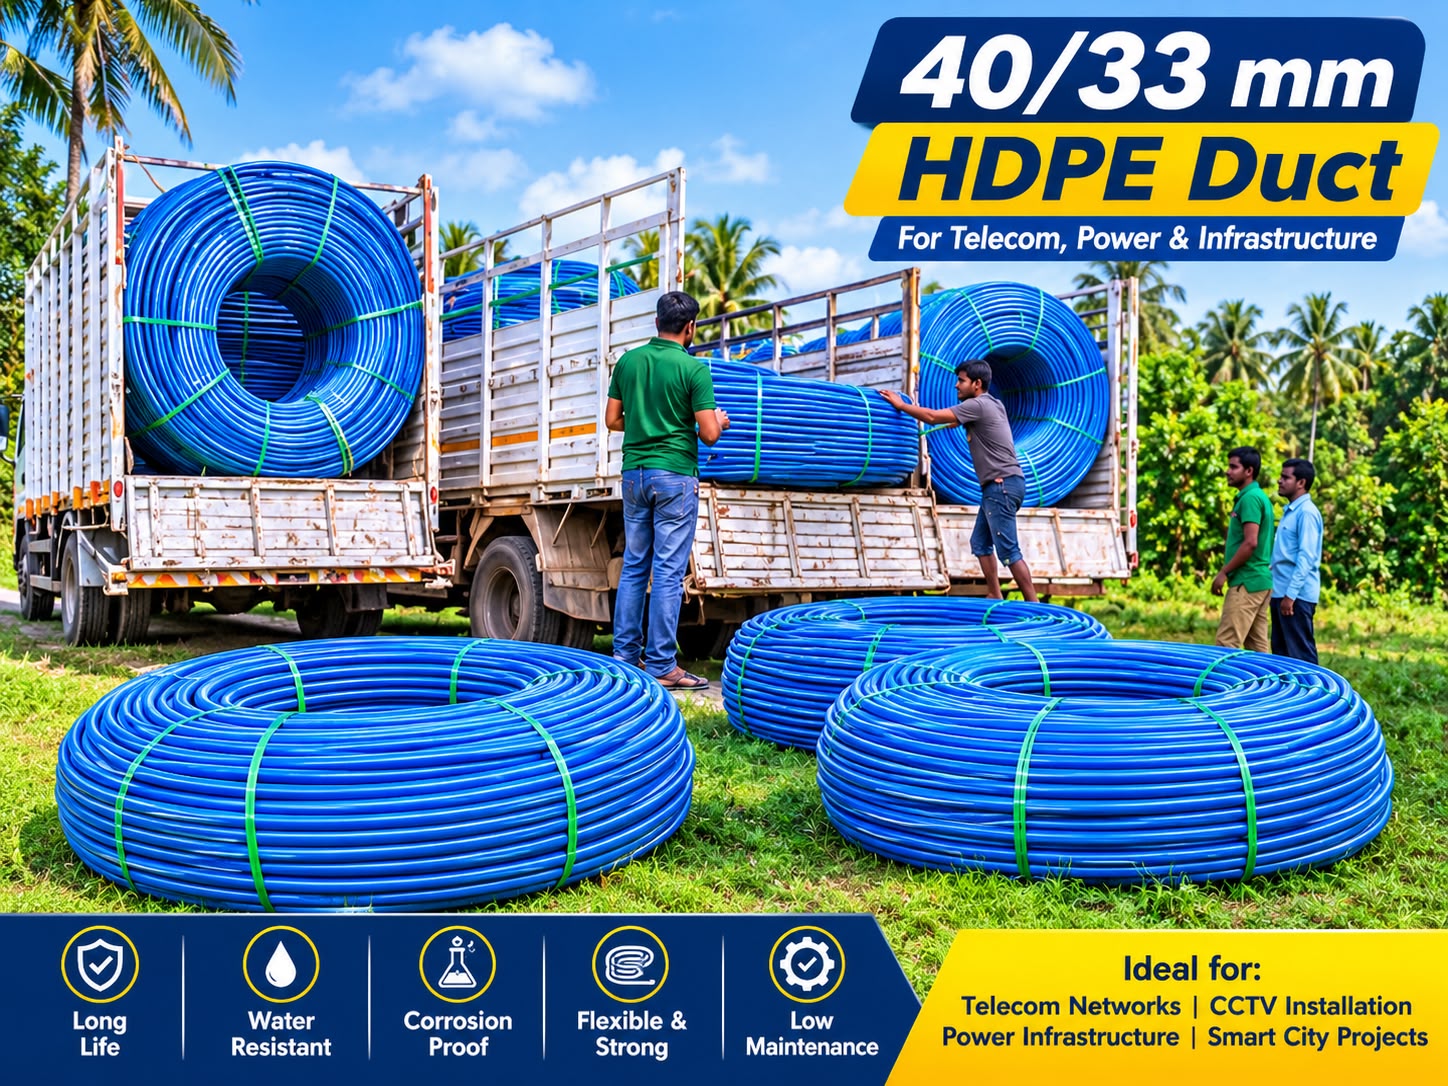 40/33 mm
HDPE Duct
For Telecom, Power & Infrastructure
Long
Life
Water
Resistant
Corrosion
Proof
Flexible &
Strong
Low
Maintenance
Ideal for:
Telecom Networks | CCTV Installation
Power Infrastructure | Smart City Projects